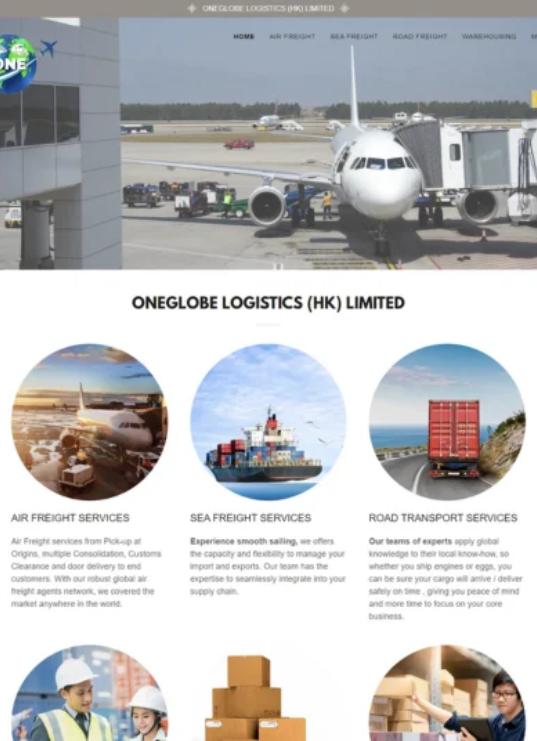 ONEGLOBE LOGISTICS (HK) LIMITED
ONE
HOME AIR FREIGHT SEA FREIGHT ROAD FREIGHT WAREHOUSING
ONEGLOBE LOGISTICS (HK) LIMITED
AIR FREIGHT SERVICES
Air Freight services from Pick-up at
Origins, multiple Consolidation, Customs
Clearance and door delivery to end
customers. With our robust global air
freight agents network, we covered the
market anywhere in the world.
SEA FREIGHT SERVICES
Experience smooth sailing, we offers
the capacity and flexibility to manage your
import and exports. Our team has the
expertise to seamlessly integrate into your
supply chain.
ROAD TRANSPORT SERVICES
Our teams of experts apply global
knowledge to their local know-how, so
whether you ship engines or eggs, you
can be sure your cargo will arrive / deliver
safely on time , giving you peace of mind
and more time to focus on your core
business.